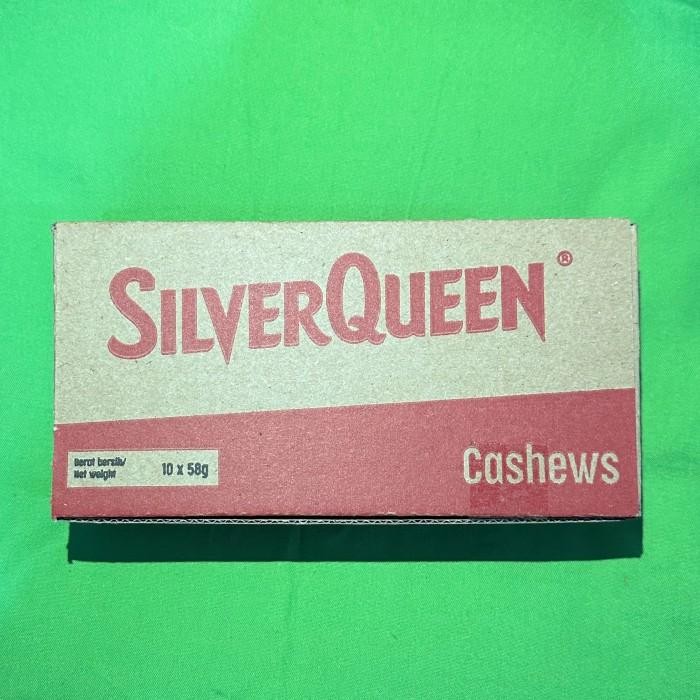 SILVERQUEEN®
Berat bersih/
Net weight
10 x 58g
Cashews